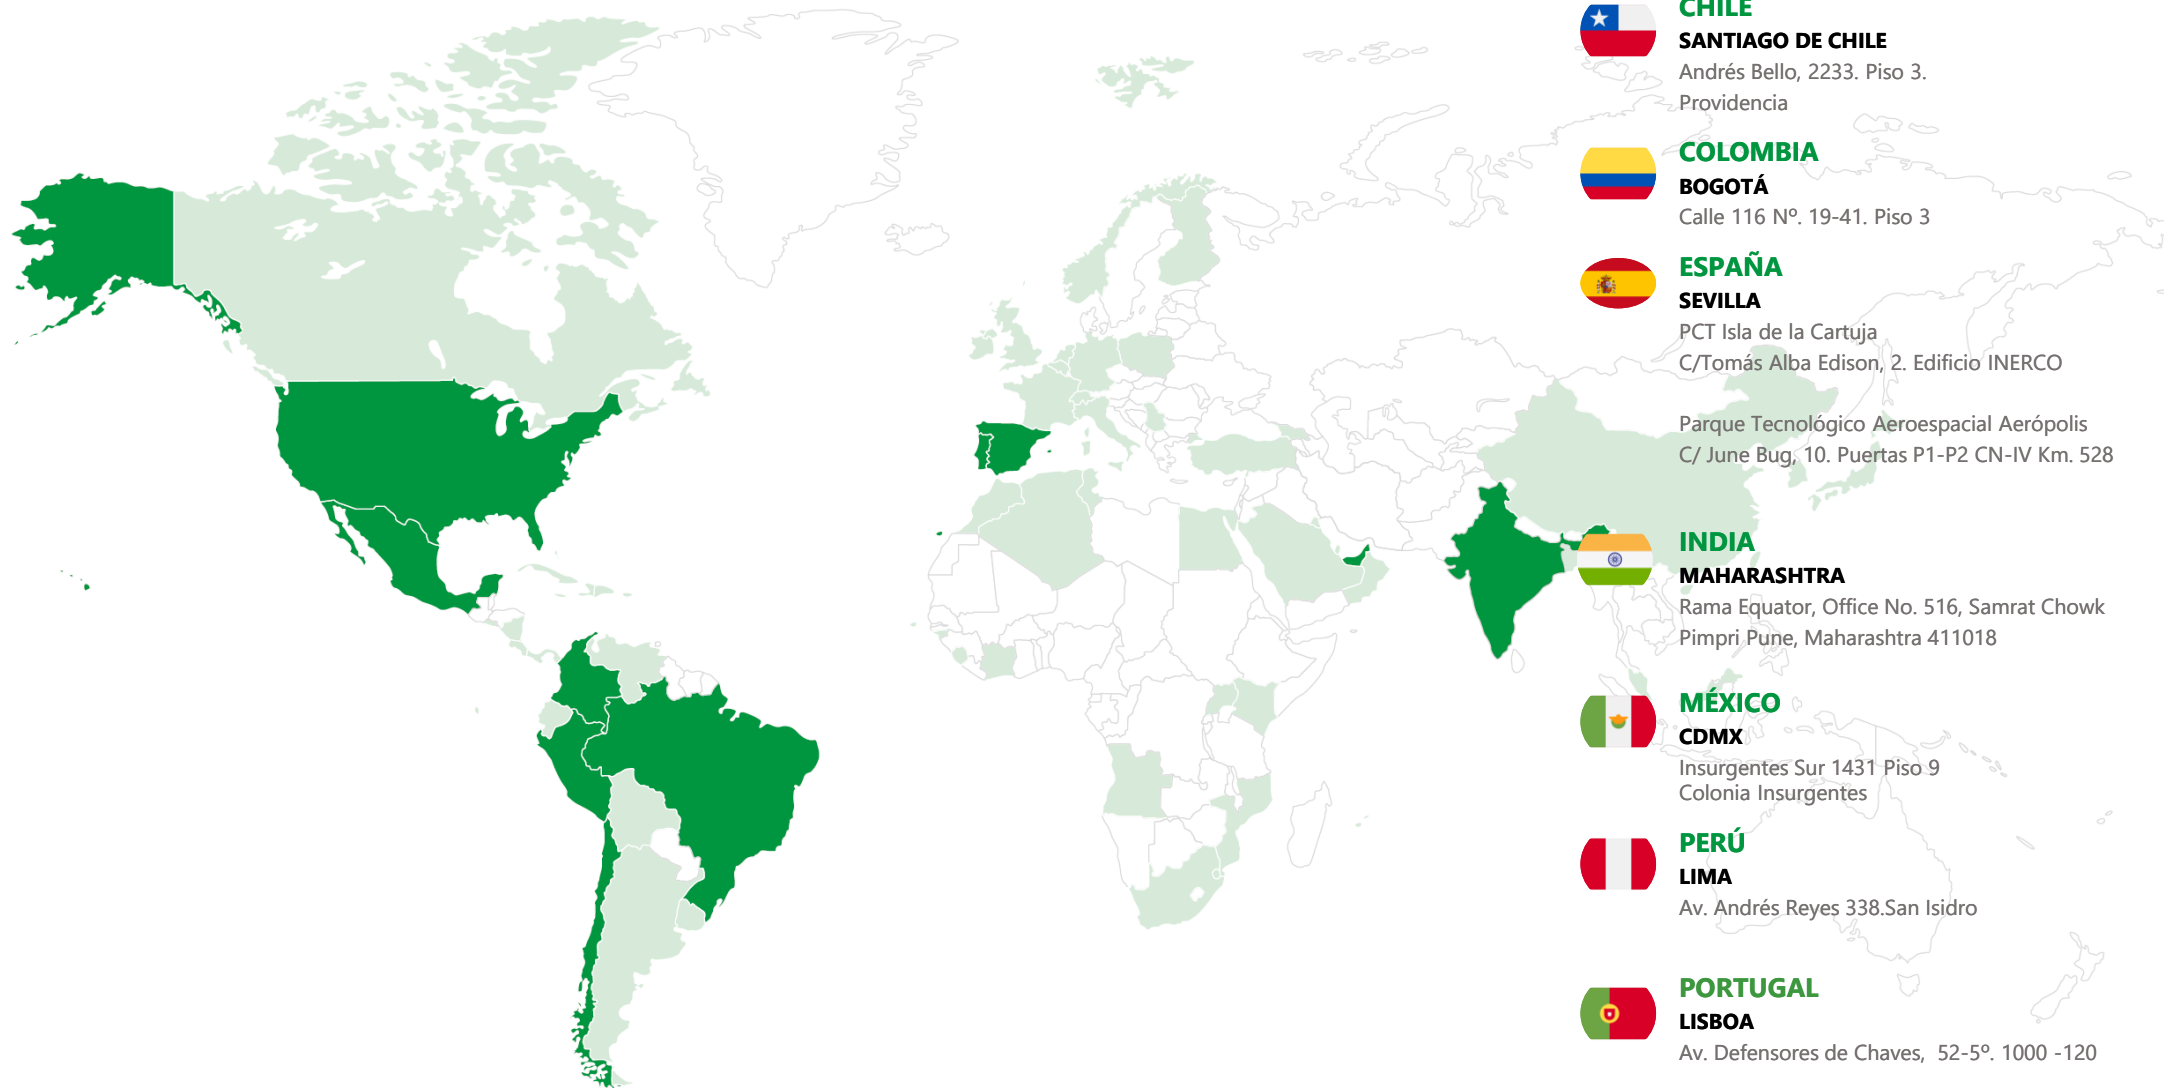 CHILE
SANTIAGO DE CHILE
Andrés Bello, 2233. Piso 3.
Providencia
COLOMBIA
BOGOTÁ
Calle 116 Nº. 19-41. Piso 3
ESPAÑA
SEVILLA
PCT Isla de la Cartuja
C/Tomás Alba Edison, 2. Edificio INERCO
Parque Tecnológico Aeroespacial Aerópolis
C/ June Bug, 10. Puertas P1-P2 CN-IV Km. 528
INDIA
MAHARASHTRA
Rama Equator, Office No. 516, Samrat Chowk
Pimpri Pune, Maharashtra 411018
MÉXICO
CDMX
Insurgentes Sur 1431 Piso 9
Colonia Insurgentes
PERÚ
LIMA
Av. Andrés Reyes 338.San Isidro
PORTUGAL
LISBOA
Av. Defensores de Chaves,  52-5º. 1000 -120